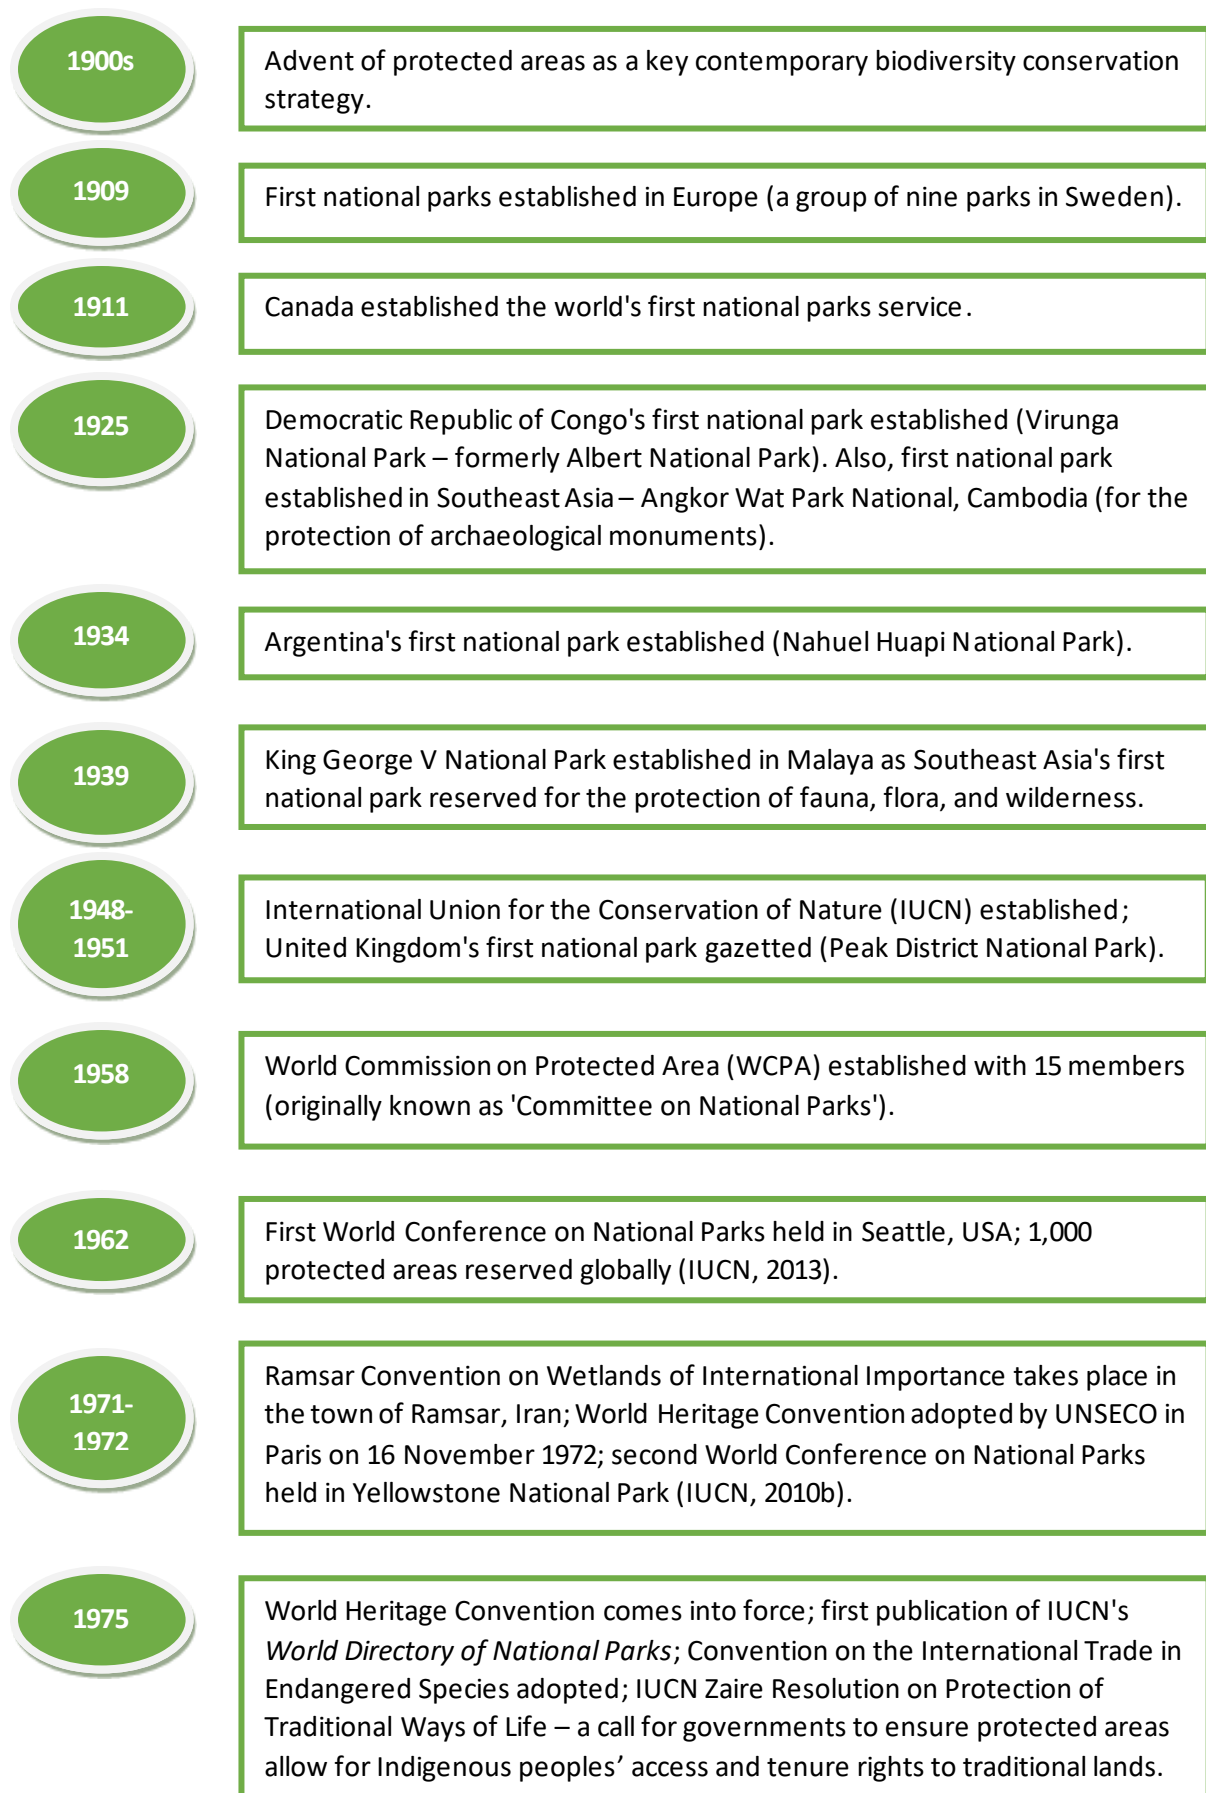 1900s
Advent of protected areas as a key contemporary biodiversity conservation
strategy.
1909
First national parks established in Europe (a group of nine parks in Sweden).
1911
Canada established the world's first national parks service.
1925
Democratic Republic of Congo's first national park established (Virunga
National Park – formerly Albert National Park). Also, first national park
established in Southeast Asia – Angkor Wat Park National, Cambodia (for the
protection of archaeological monuments).
1934
Argentina's first national park established (Nahuel Huapi National Park).
1939
King George V National Park established in Malaya as Southeast Asia's first
national park reserved for the protection of fauna, flora, and wilderness.
1948-
1951
International Union for the Conservation of Nature (IUCN) established;
United Kingdom's first national park gazetted (Peak District National Park).
1958
World Commission on Protected Area (WCPA) established with 15 members
(originally known as 'Committee on National Parks').
1962
First World Conference on National Parks held in Seattle, USA; 1,000
protected areas reserved globally (IUCN, 2013).
1971-
1972
Ramsar Convention on Wetlands of International Importance takes place in
the town of Ramsar, Iran; World Heritage Convention adopted by UNSECO in
Paris on 16 November 1972; second World Conference on National Parks
held in Yellowstone National Park (IUCN, 2010b).
1975
World Heritage Convention comes into force; first publication of IUCN's
World Directory of National Parks; Convention on the International Trade in
Endangered Species adopted; IUCN Zaire Resolution on Protection of
Traditional Ways of Life – a call for governments to ensure protected areas
allow for Indigenous peoples’ access and tenure rights to traditional lands.